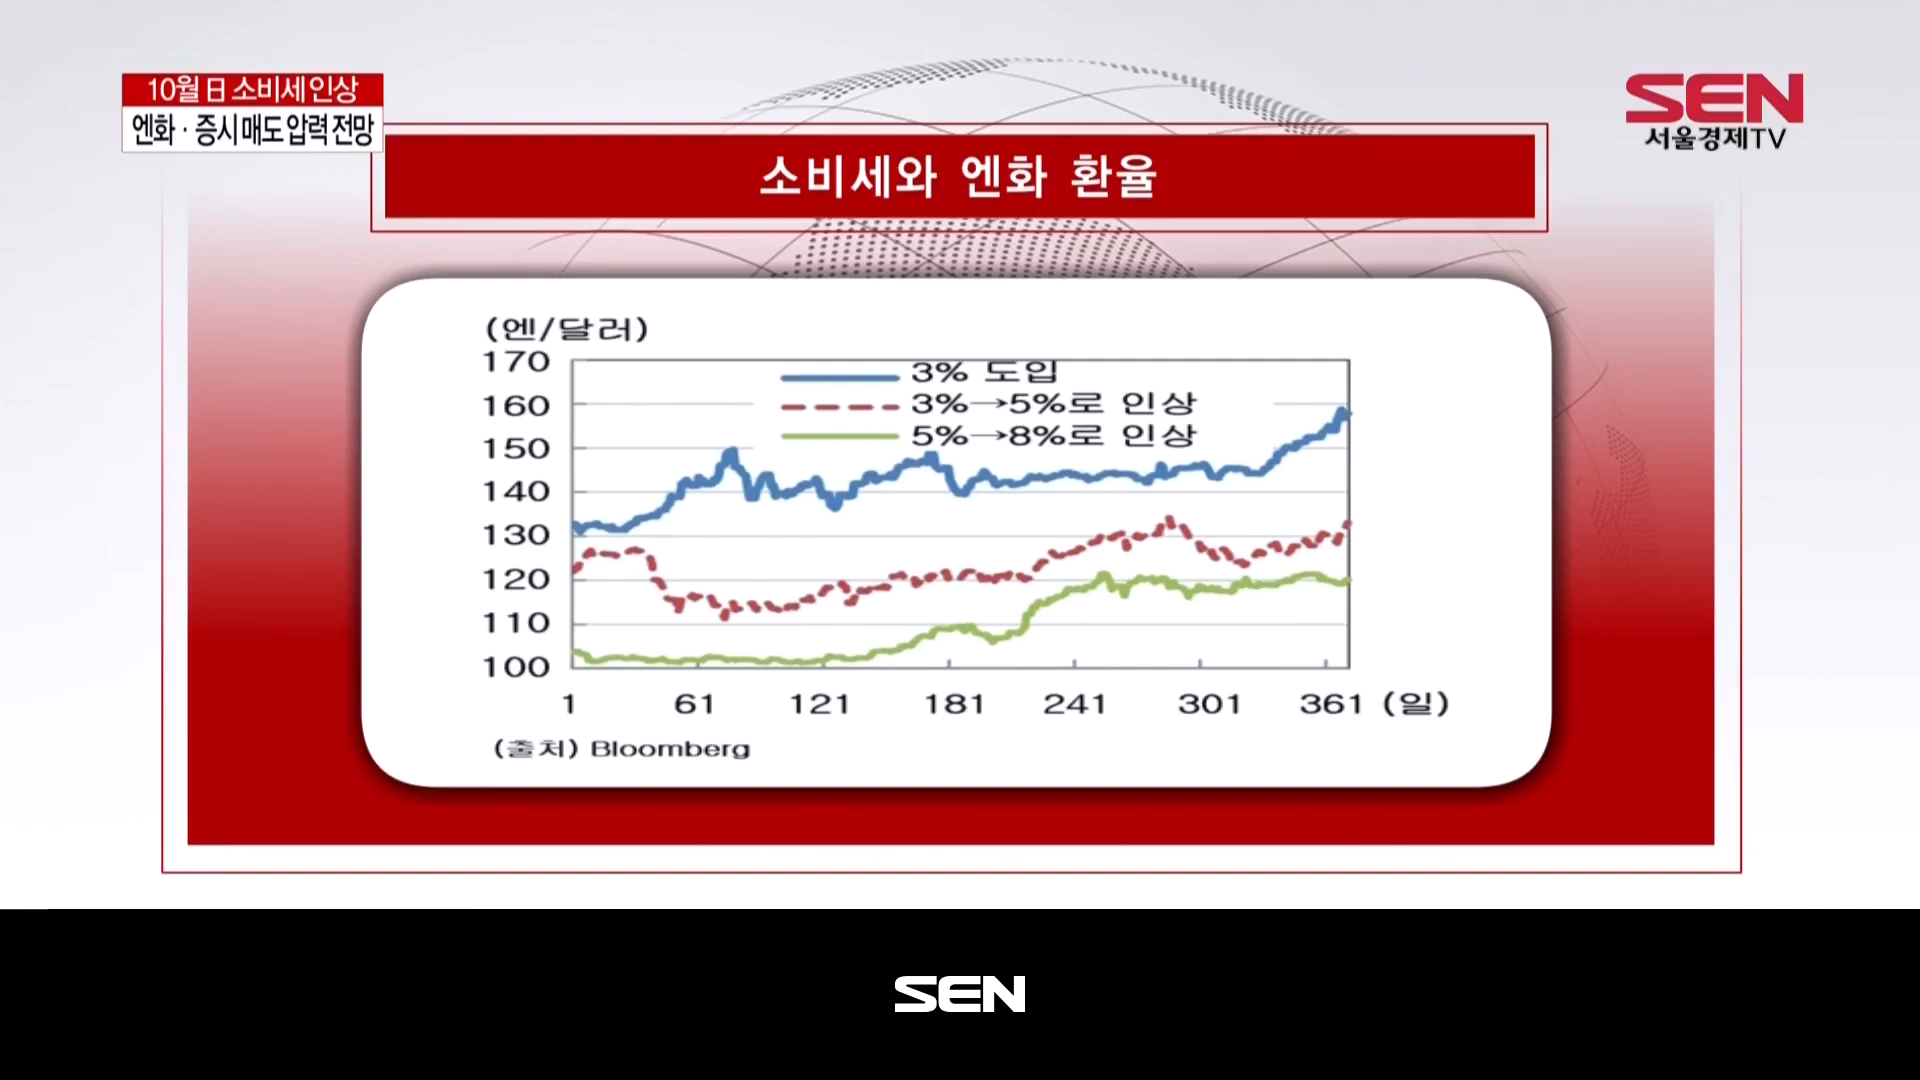 10월 日 소비세 인상
엔화·증시 매도 압력 전망
SEN
서울경제TV
소비세와 엔화 환율
(엔/달러)
170
160
150
140
130
120
110
100
3% 도입
3%→5%로 인상
5%→8%로 인상
1 61 121 181 241 301 361 (일)
(출처) Bloomberg
SEN